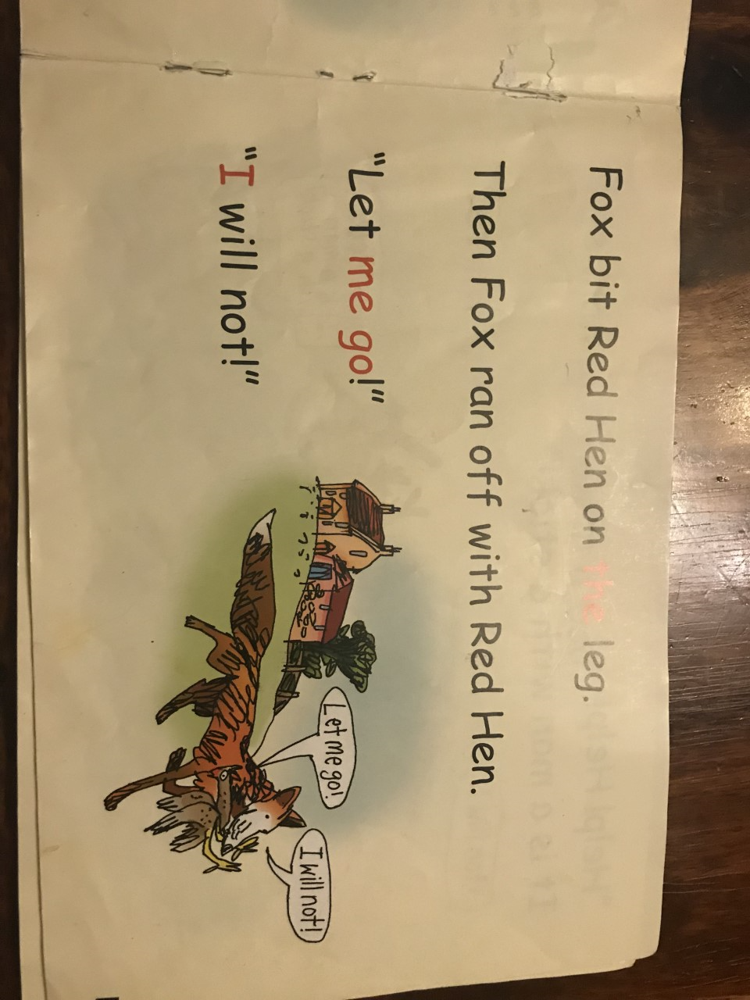 Fox bit Red Hen on the leg.
Then Fox ran off with Red Hen.
"Let me go!"
"I will not!"
Let me go!
I will not!